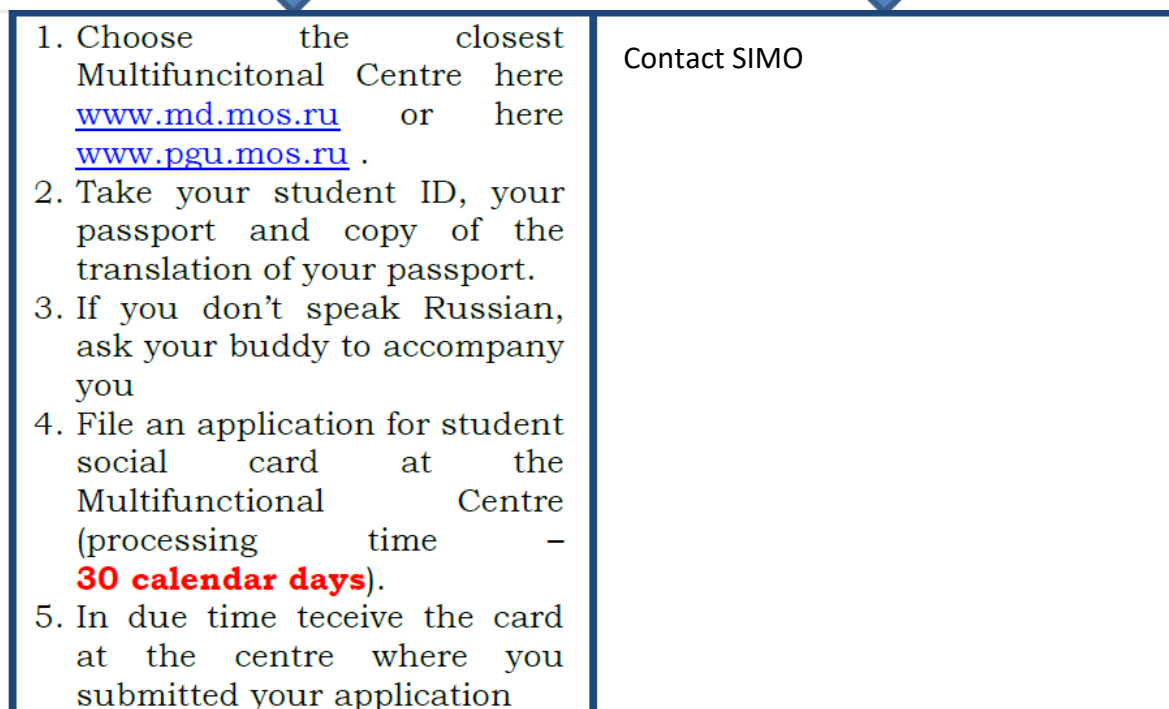 1. Choose the closest
Multifuncitonal Centre here
www.md.mos.ru or here
www.pgu.mos.ru .
2. Take your student ID, your
passport and copy of the
translation of your passport.
3. If you don’t speak Russian,
ask your buddy to accompany
you
4. File an application for student
social card at the
Multifunctional Centre
(processing time –
30 calendar days).
5. In due time teceive the card
at the centre where you
submitted your application
Contact SIMO